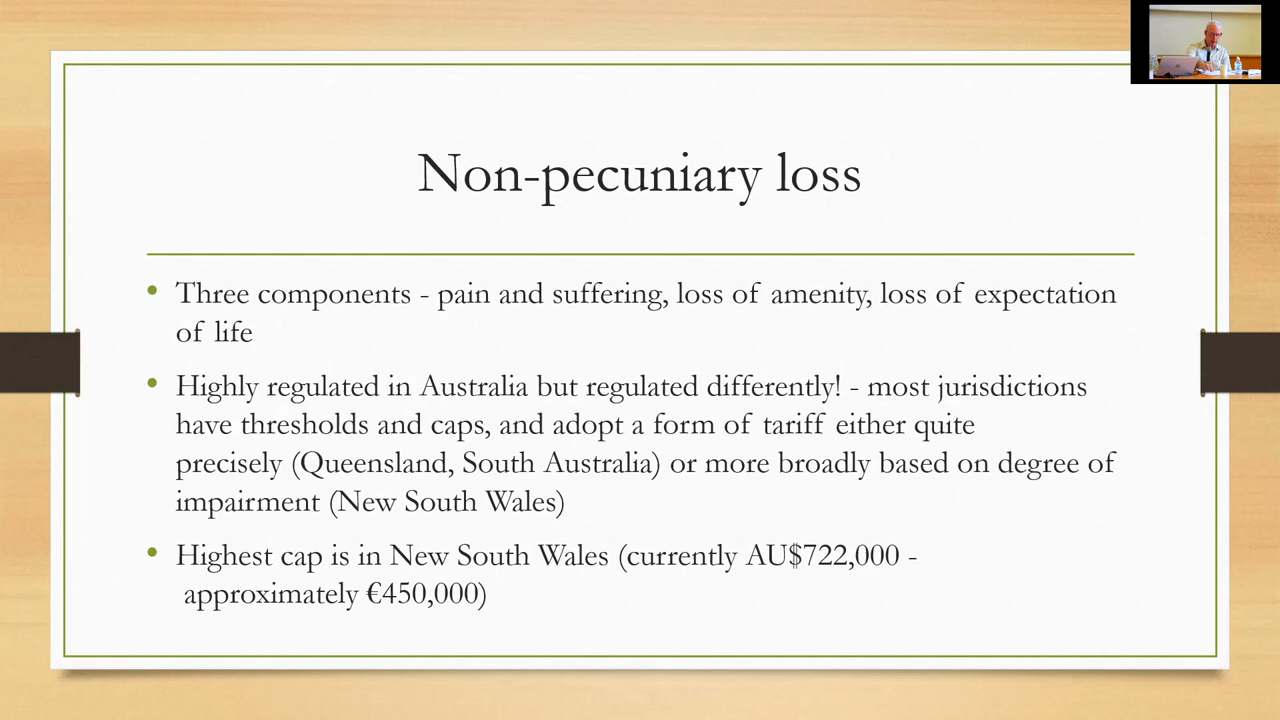 Non-pecuniary loss
• Three components - pain and suffering, loss of amenity, loss of expectation
of life
• Highly regulated in Australia but regulated differently! - most jurisdictions
have thresholds and caps, and adopt a form of tariff either quite
precisely (Queensland, South Australia) or more broadly based on degree of
impairment (New South Wales)
• Highest cap is in New South Wales (currently AU$722,000 -
approximately €450,000)